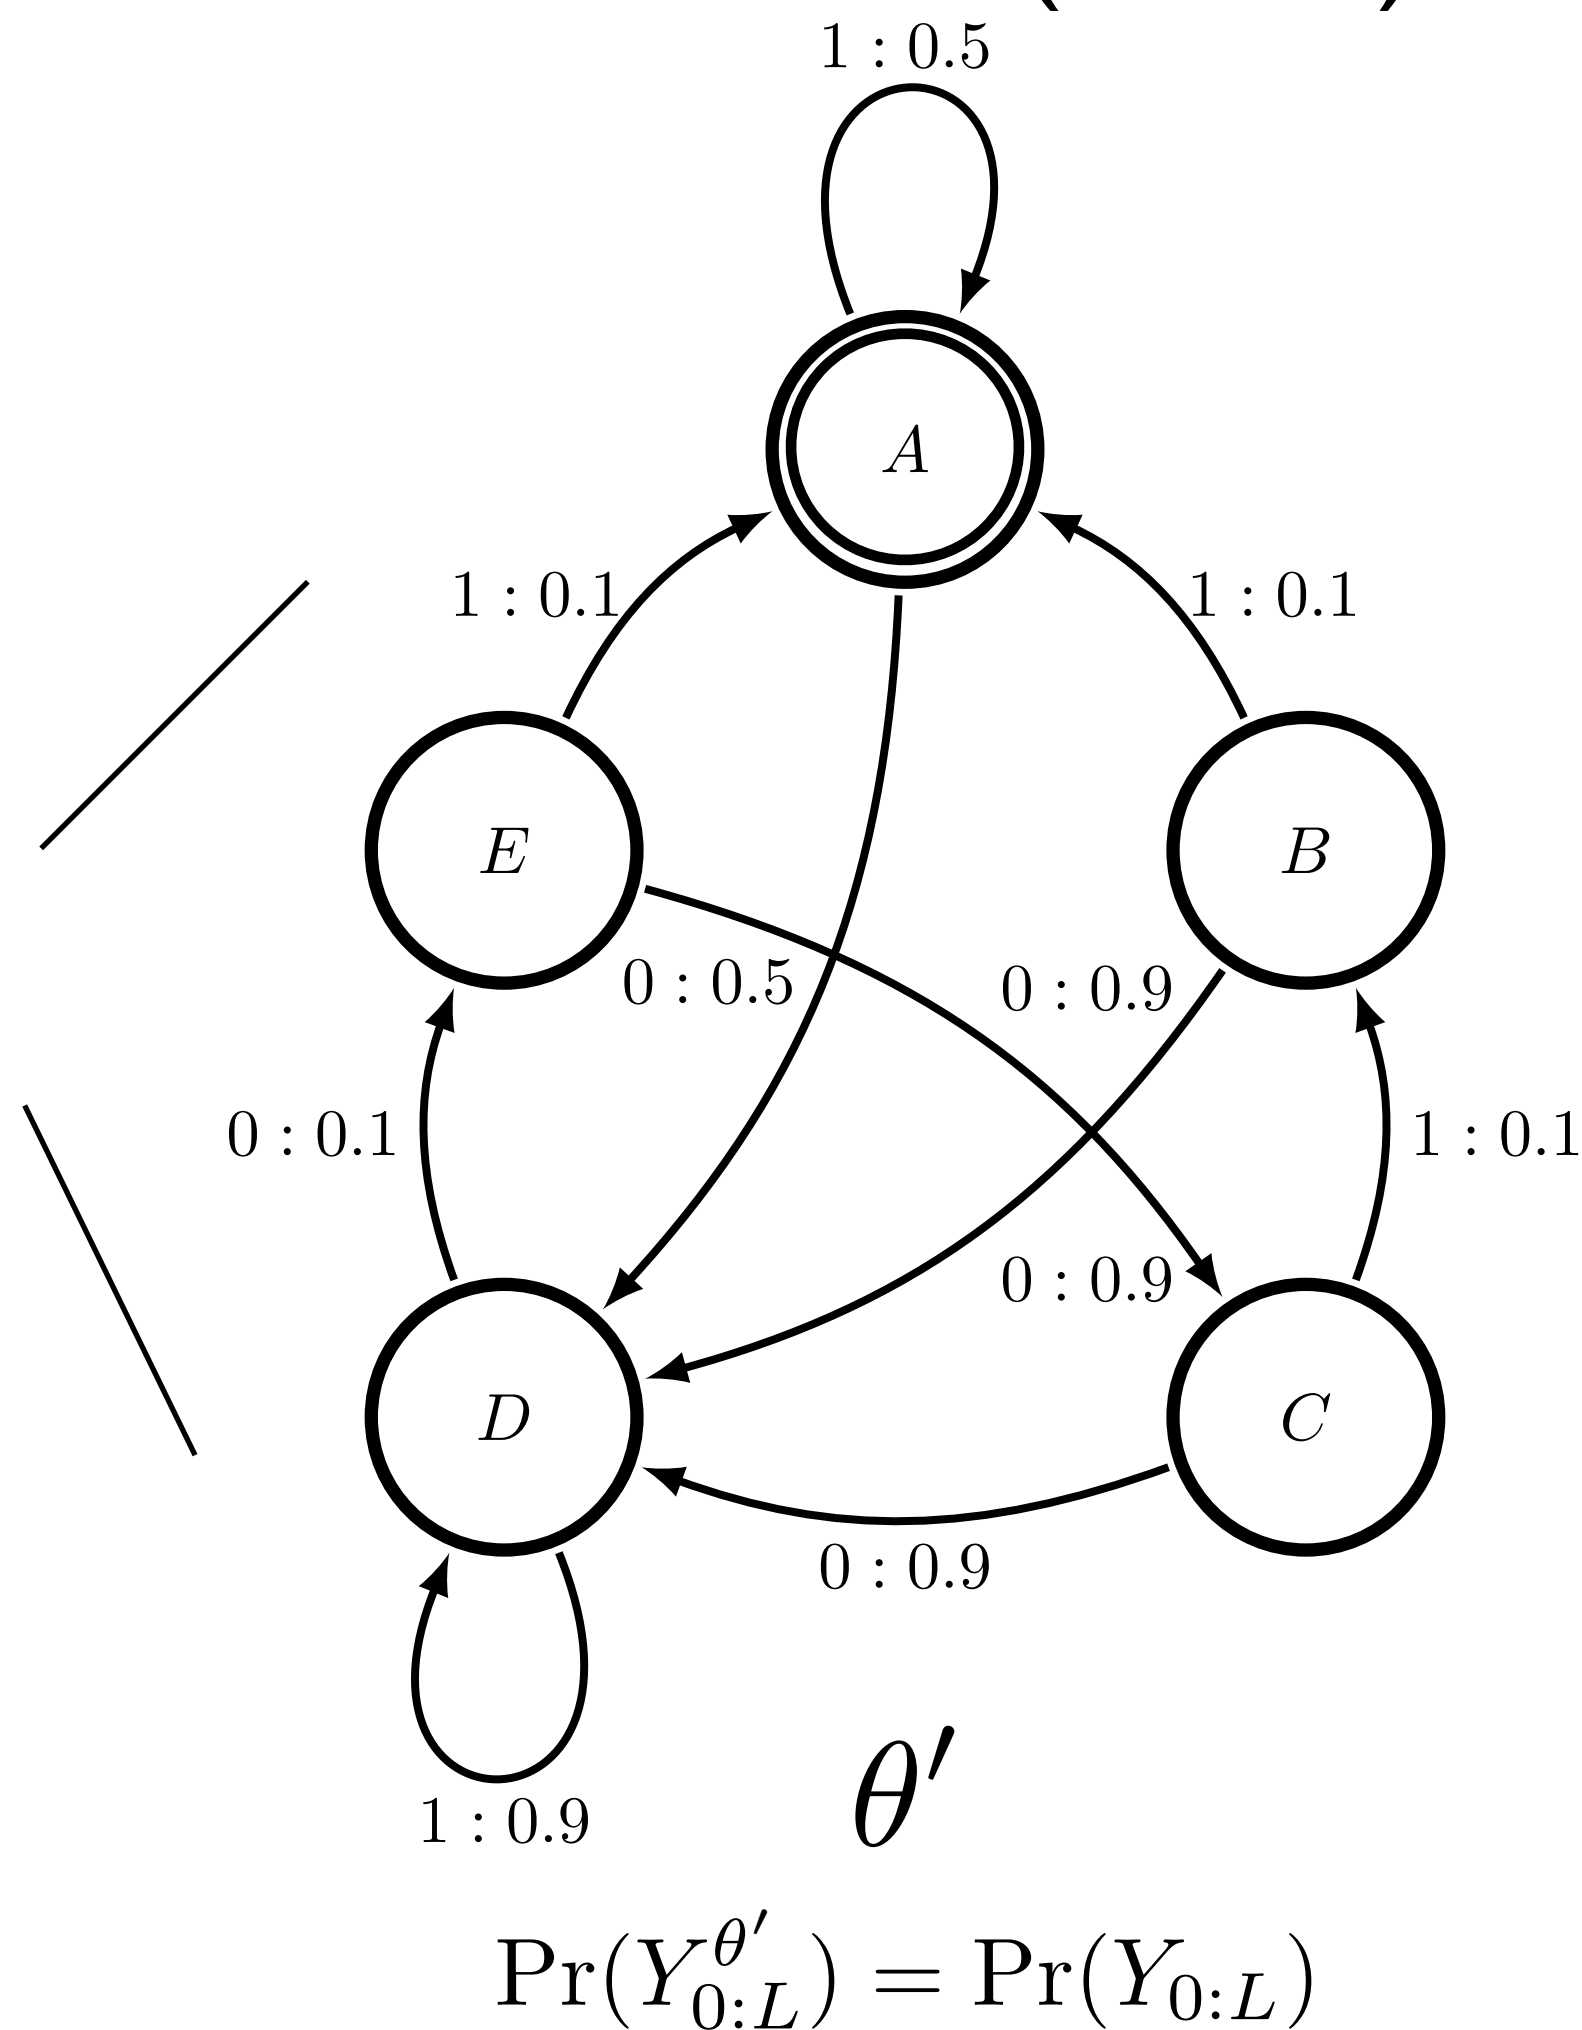 1 : 0.5
A
1 : 0.1
1 : 0.1
E
B
0 : 0.5
0 : 0.9
0 : 0.1
1 : 0.1
0 : 0.9
D
C
0 : 0.9
1 : 0.9
θ′
Pr(Y_{0:L}^{θ′}) = Pr(Y_{0:L})